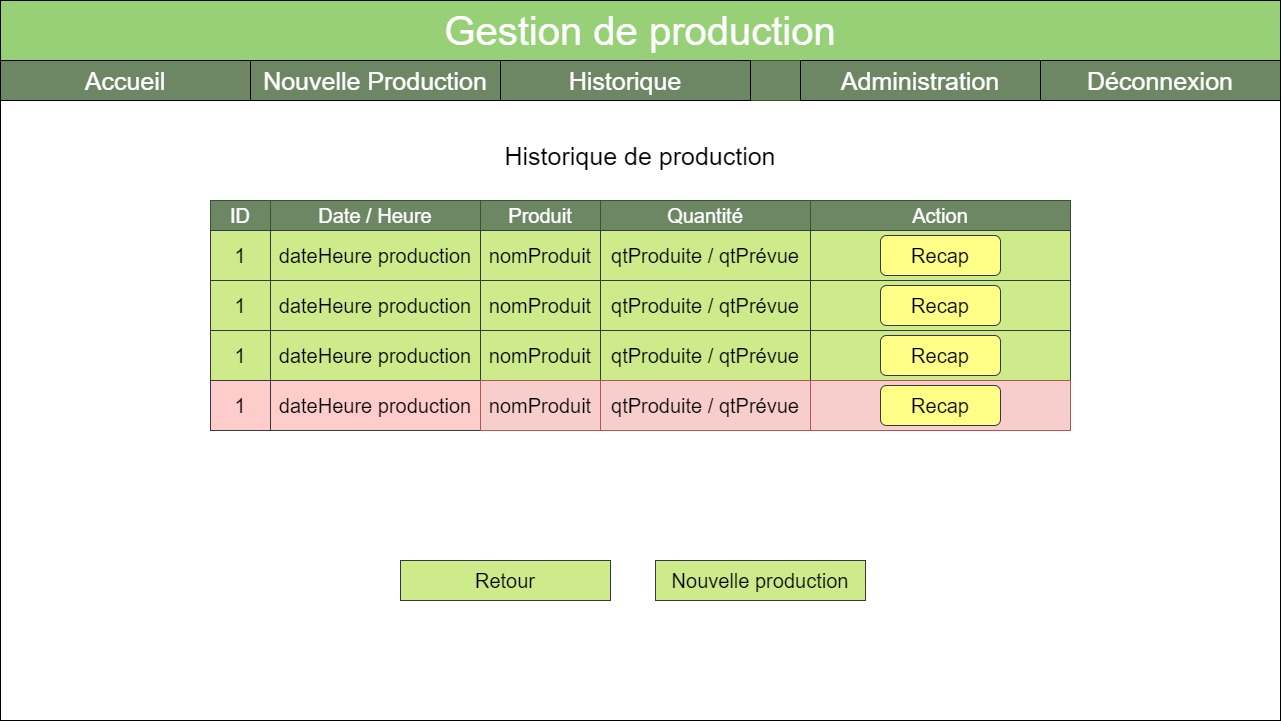 Gestion de production
Accueil Nouvelle Production Historique Administration Déconnexion
Historique de production
ID Date / Heure Produit Quantité Action
1 dateHeure production nomProduit qtProduite / qtPrévue Recap
1 dateHeure production nomProduit qtProduite / qtPrévue Recap
1 dateHeure production nomProduit qtProduite / qtPrévue Recap
1 dateHeure production nomProduit qtProduite / qtPrévue Recap
Retour Nouvelle production